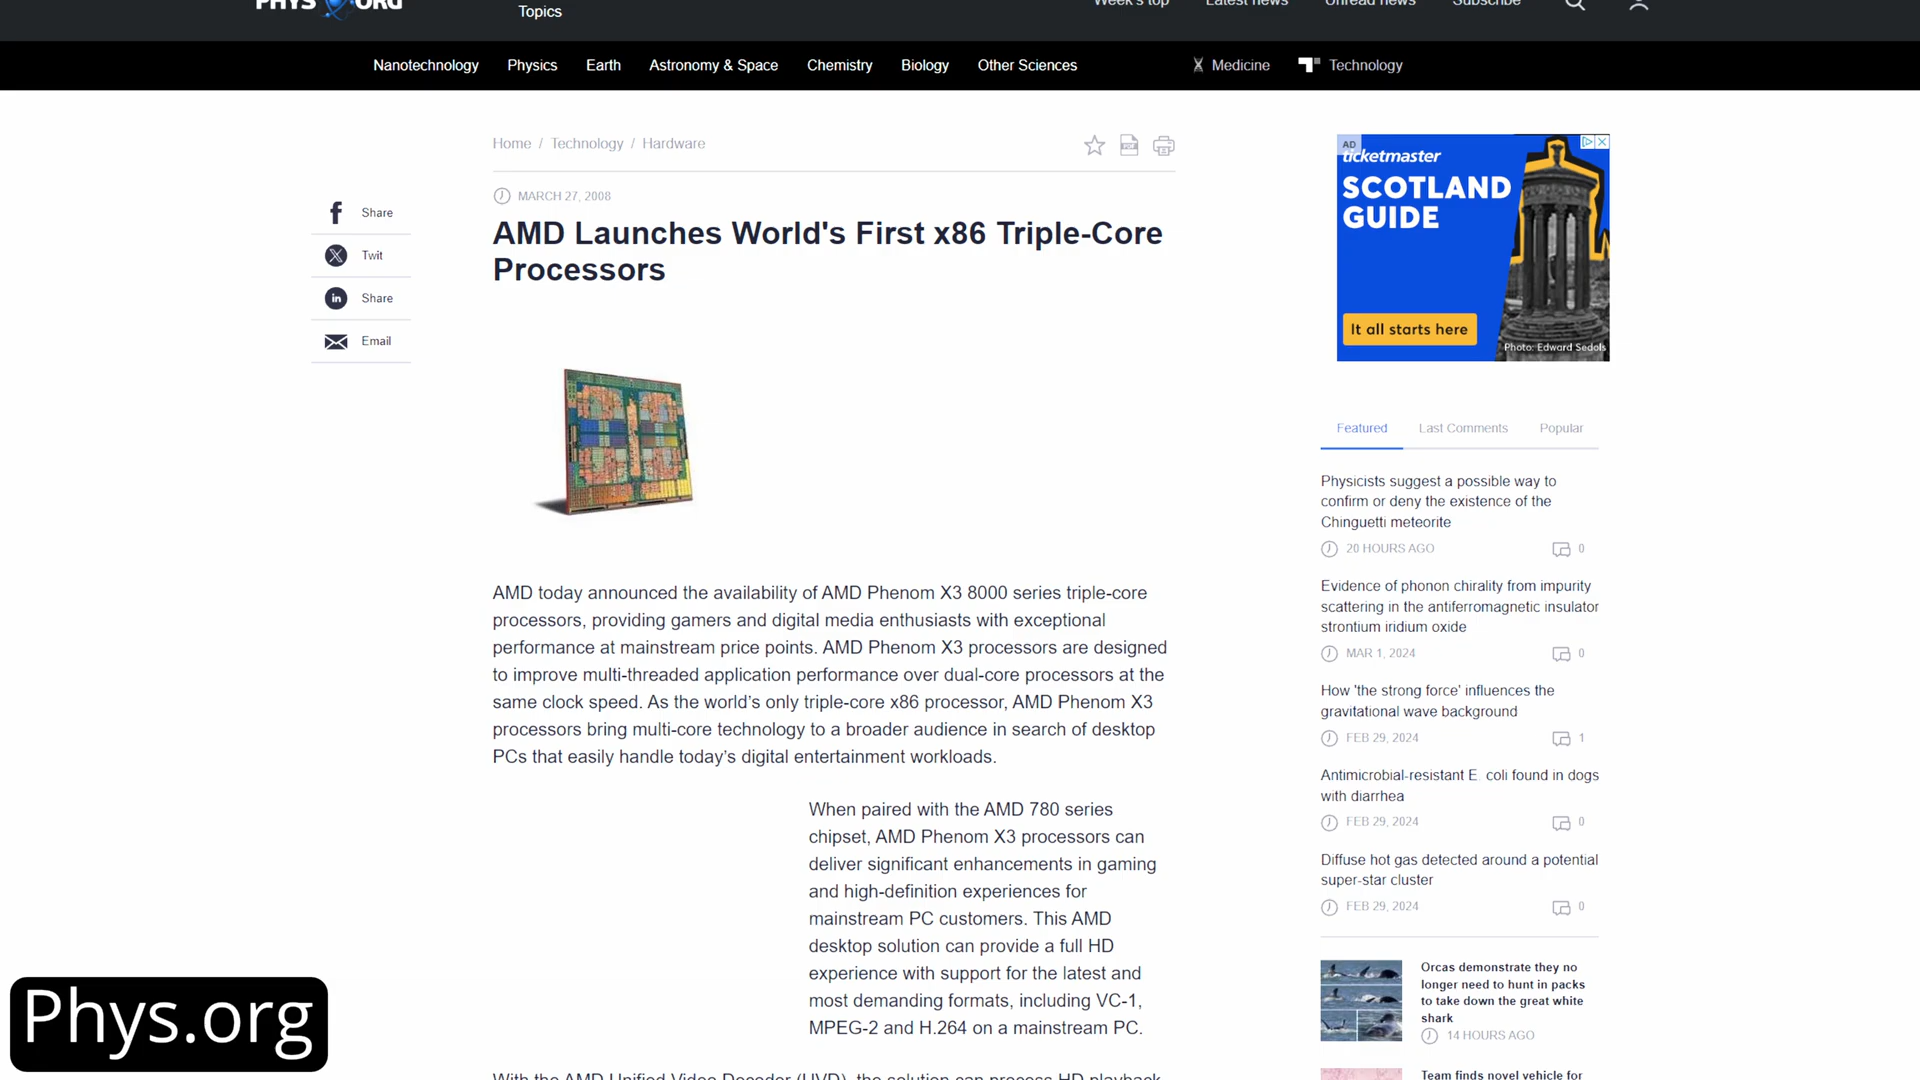 PHYS ORG
Topics
Week's top
Latest news
Unread news
Subscribe
Nanotechnology
Physics
Earth
Astronomy & Space
Chemistry
Biology
Other Sciences
Medicine
Technology
Home / Technology / Hardware
MARCH 27, 2008
AMD Launches World's First x86 Triple-Core
Processors
Share
Twit
Share
Email
AMD today announced the availability of AMD Phenom X3 8000 series triple-core
processors, providing gamers and digital media enthusiasts with exceptional
performance at mainstream price points. AMD Phenom X3 processors are designed
to improve multi-threaded application performance over dual-core processors at the
same clock speed. As the world’s only triple-core x86 processor, AMD Phenom X3
processors bring multi-core technology to a broader audience in search of desktop
PCs that easily handle today’s digital entertainment workloads.
When paired with the AMD 780 series
chipset, AMD Phenom X3 processors can
deliver significant enhancements in gaming
and high-definition experiences for
mainstream PC customers. This AMD
desktop solution can provide a full HD
experience with support for the latest and
most demanding formats, including VC-1,
MPEG-2 and H.264 on a mainstream PC.
With the AMD Unified Video Decoder (UVD), the solution can process HD playback
AD
ticketmaster
SCOTLAND
GUIDE
It all starts here
Photo: Edward Sedols
Featured
Last Comments
Popular
Physicists suggest a possible way to
confirm or deny the existence of the
Chinguetti meteorite
20 HOURS AGO
0
Evidence of phonon chirality from impurity
scattering in the antiferromagnetic insulator
strontium iridium oxide
MAR 1, 2024
0
How 'the strong force' influences the
gravitational wave background
FEB 29, 2024
1
Antimicrobial-resistant E. coli found in dogs
with diarrhea
FEB 29, 2024
0
Diffuse hot gas detected around a potential
super-star cluster
FEB 29, 2024
0
Orcas demonstrate they no
longer need to hunt in packs
to take down the great white
shark
14 HOURS AGO
Team finds novel vehicle for
Phys.org